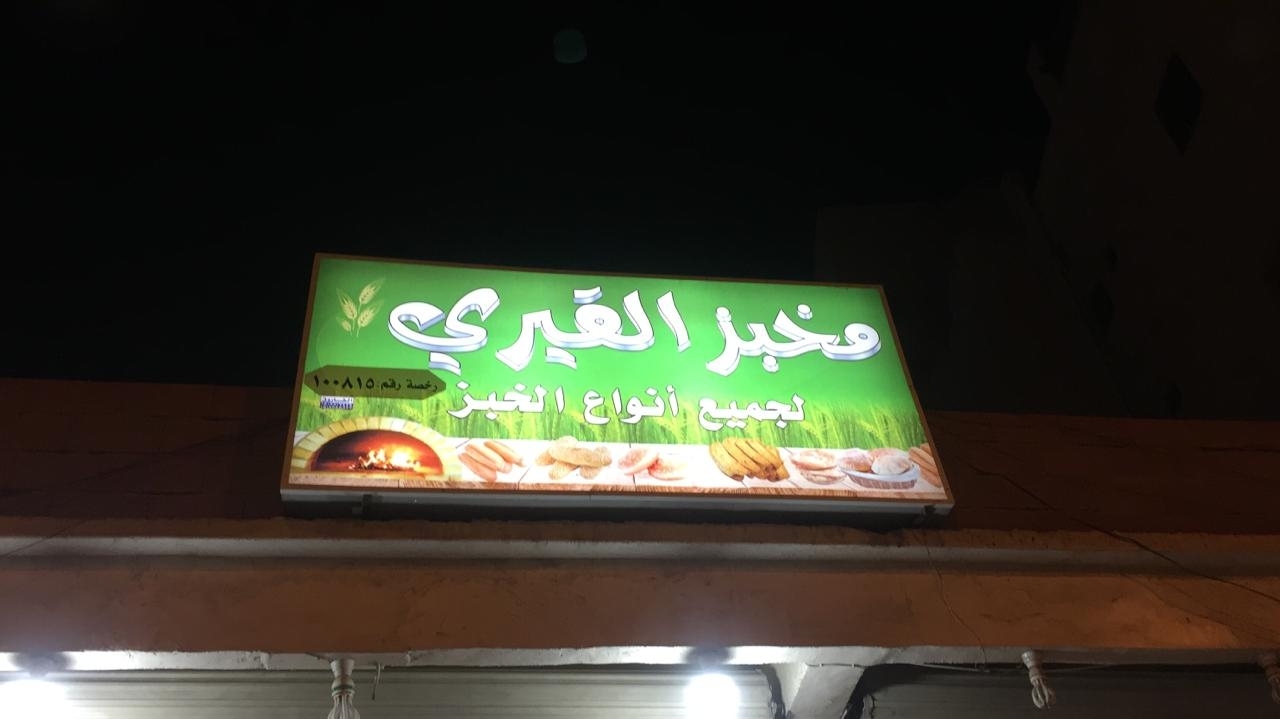 مخبز القيري
لجميع أنواع الخبز
رخصة رقم: ١٠٠٨١٥